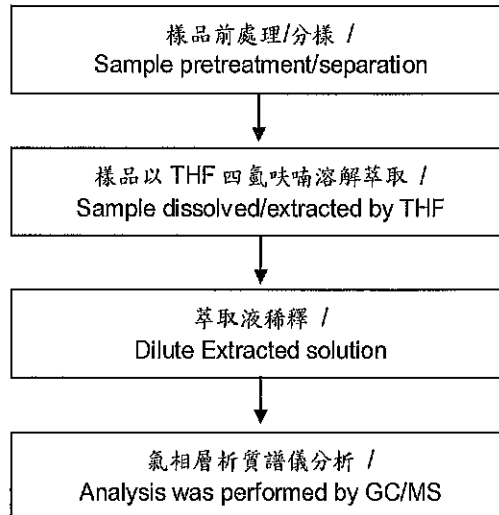 樣品前處理/分樣 /
Sample pretreatment/separation
樣品以 THF 四氫呋喃溶解萃取 /
Sample dissolved/extracted by THF
萃取液稀釋 /
Dilute Extracted solution
氣相層析質譜儀分析 /
Analysis was performed by GC/MS